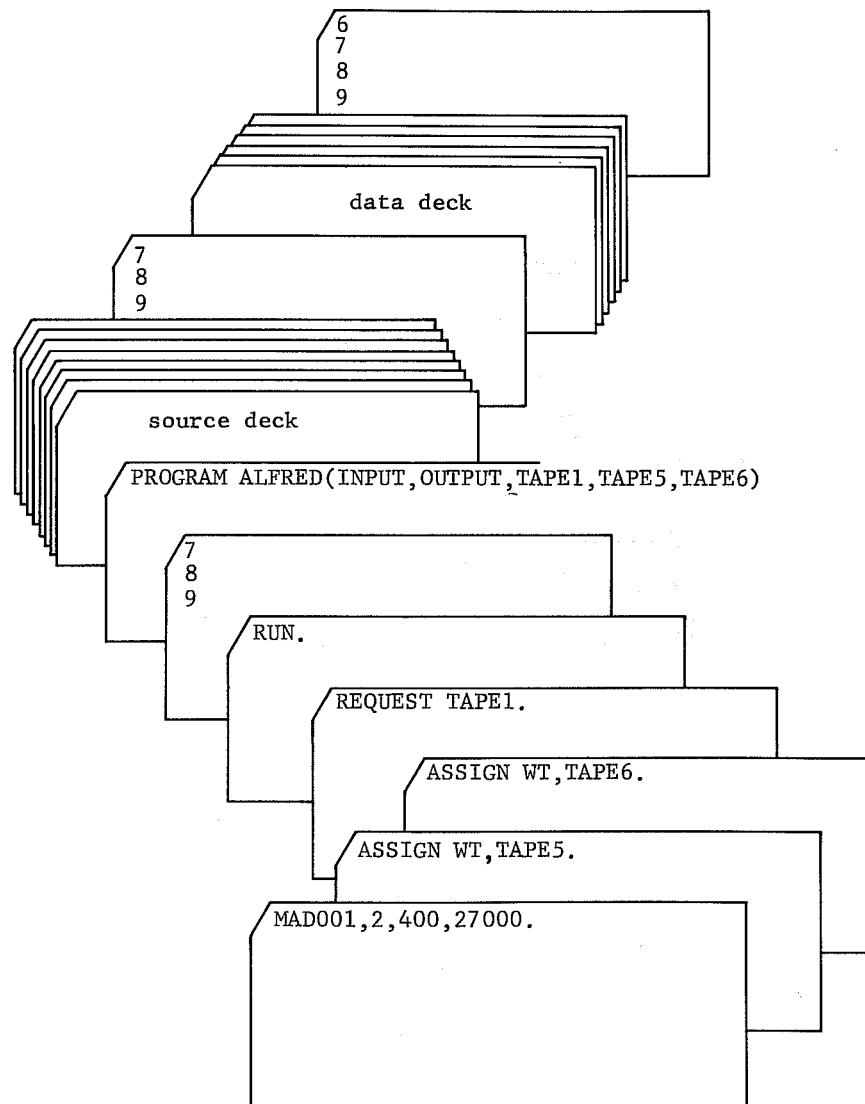 6
7
8
9
data deck
7
8
9
source deck
PROGRAM ALFRED(INPUT,OUTPUT,TAPE1,TAPE5,TAPE6)
7
8
9
RUN.
REQUEST TAPE1.
ASSIGN WT,TAPE6.
ASSIGN WT,TAPE5.
MAD001,2,400,27000.